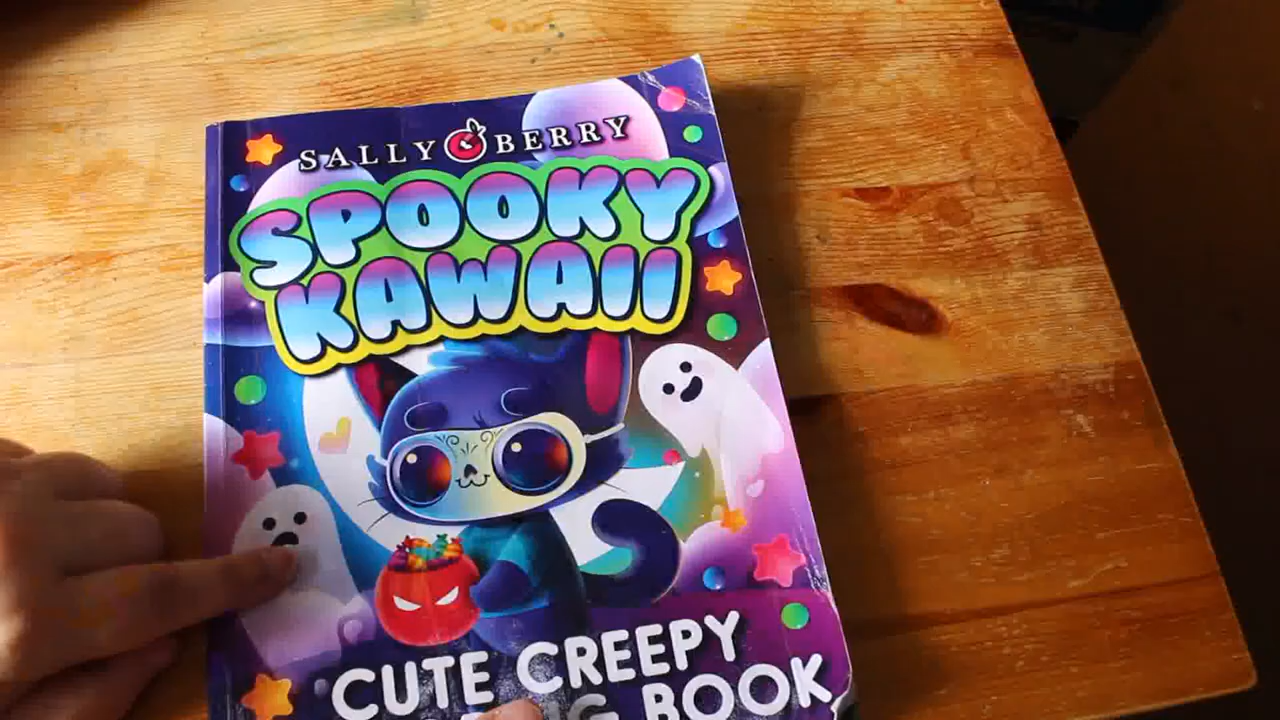 SALLY BERRY
SPOOKY
KAWAII
CUTE CREEPY
BOOK